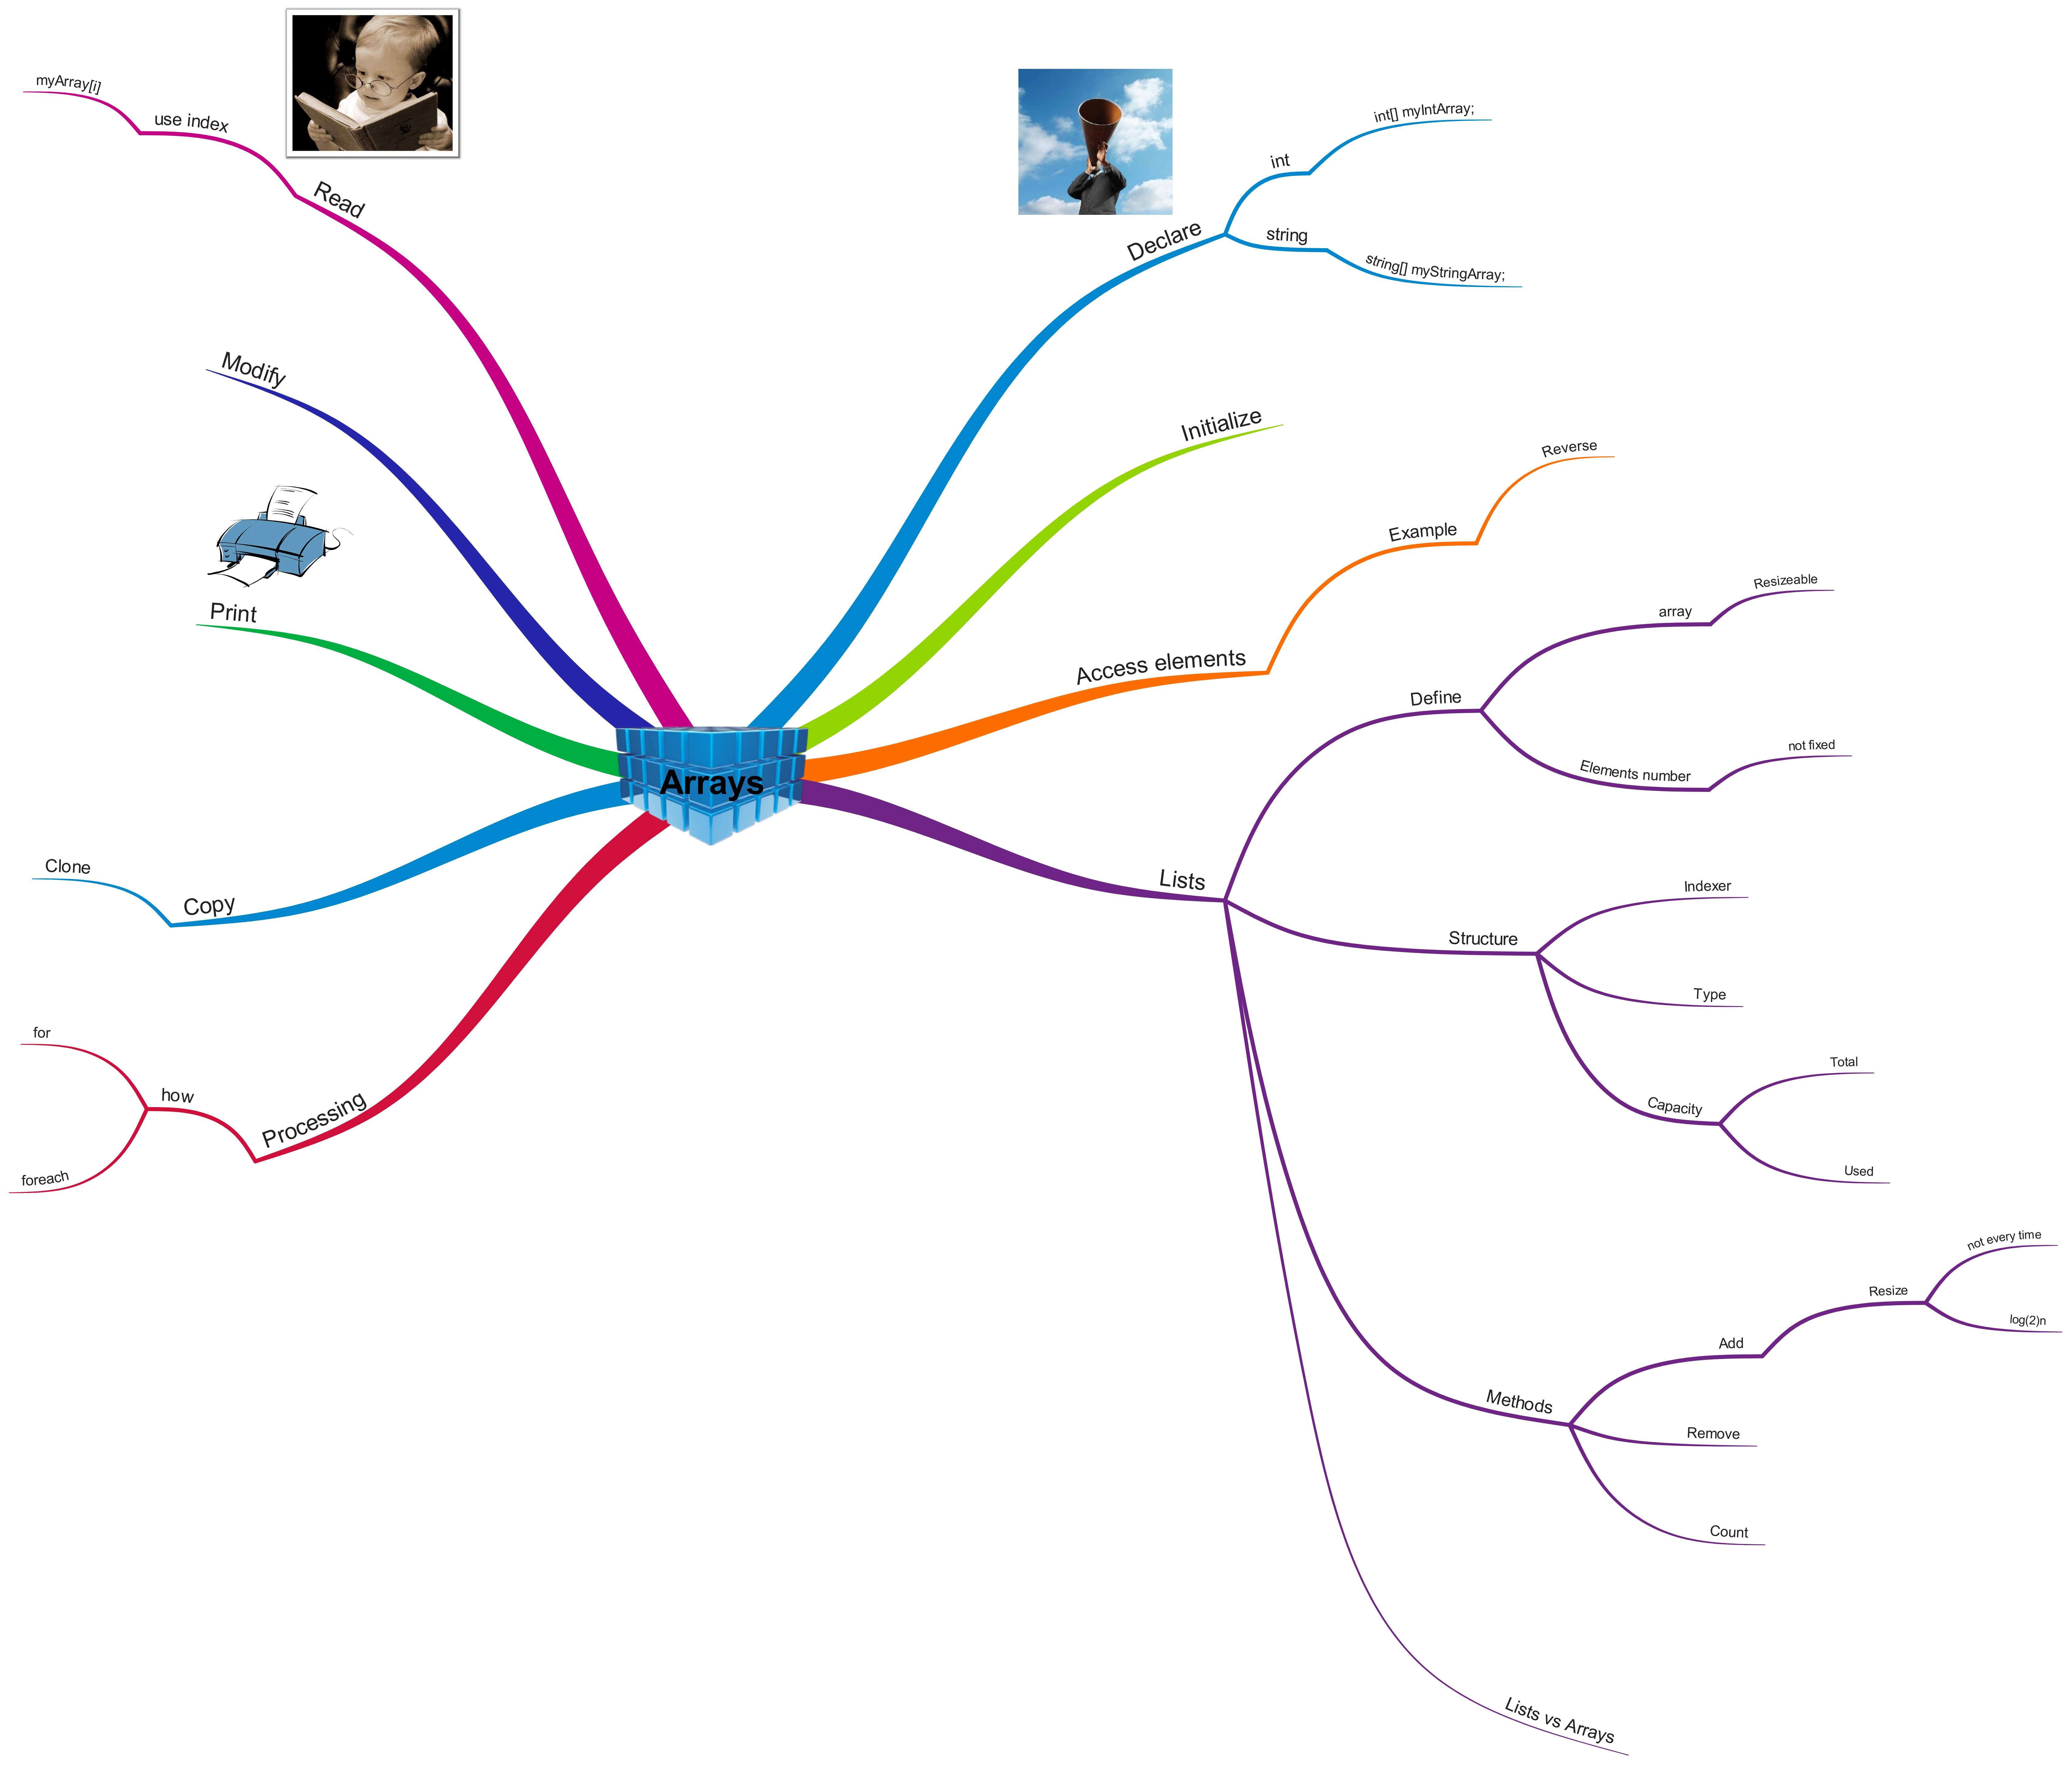 Arrays
Declare
int
int[] myIntArray;
string
string[] myStringArray;
Initialize
Access elements
Example
Reverse
Lists
Define
array
Resizeable
Elements number
not fixed
Structure
Indexer
Type
Capacity
Total
Used
Methods
Add
Resize
not every time
log(2)n
Remove
Count
Lists vs Arrays
Processing
how
for
foreach
Copy
Clone
Print
Modify
Read
use index
myArray[i]